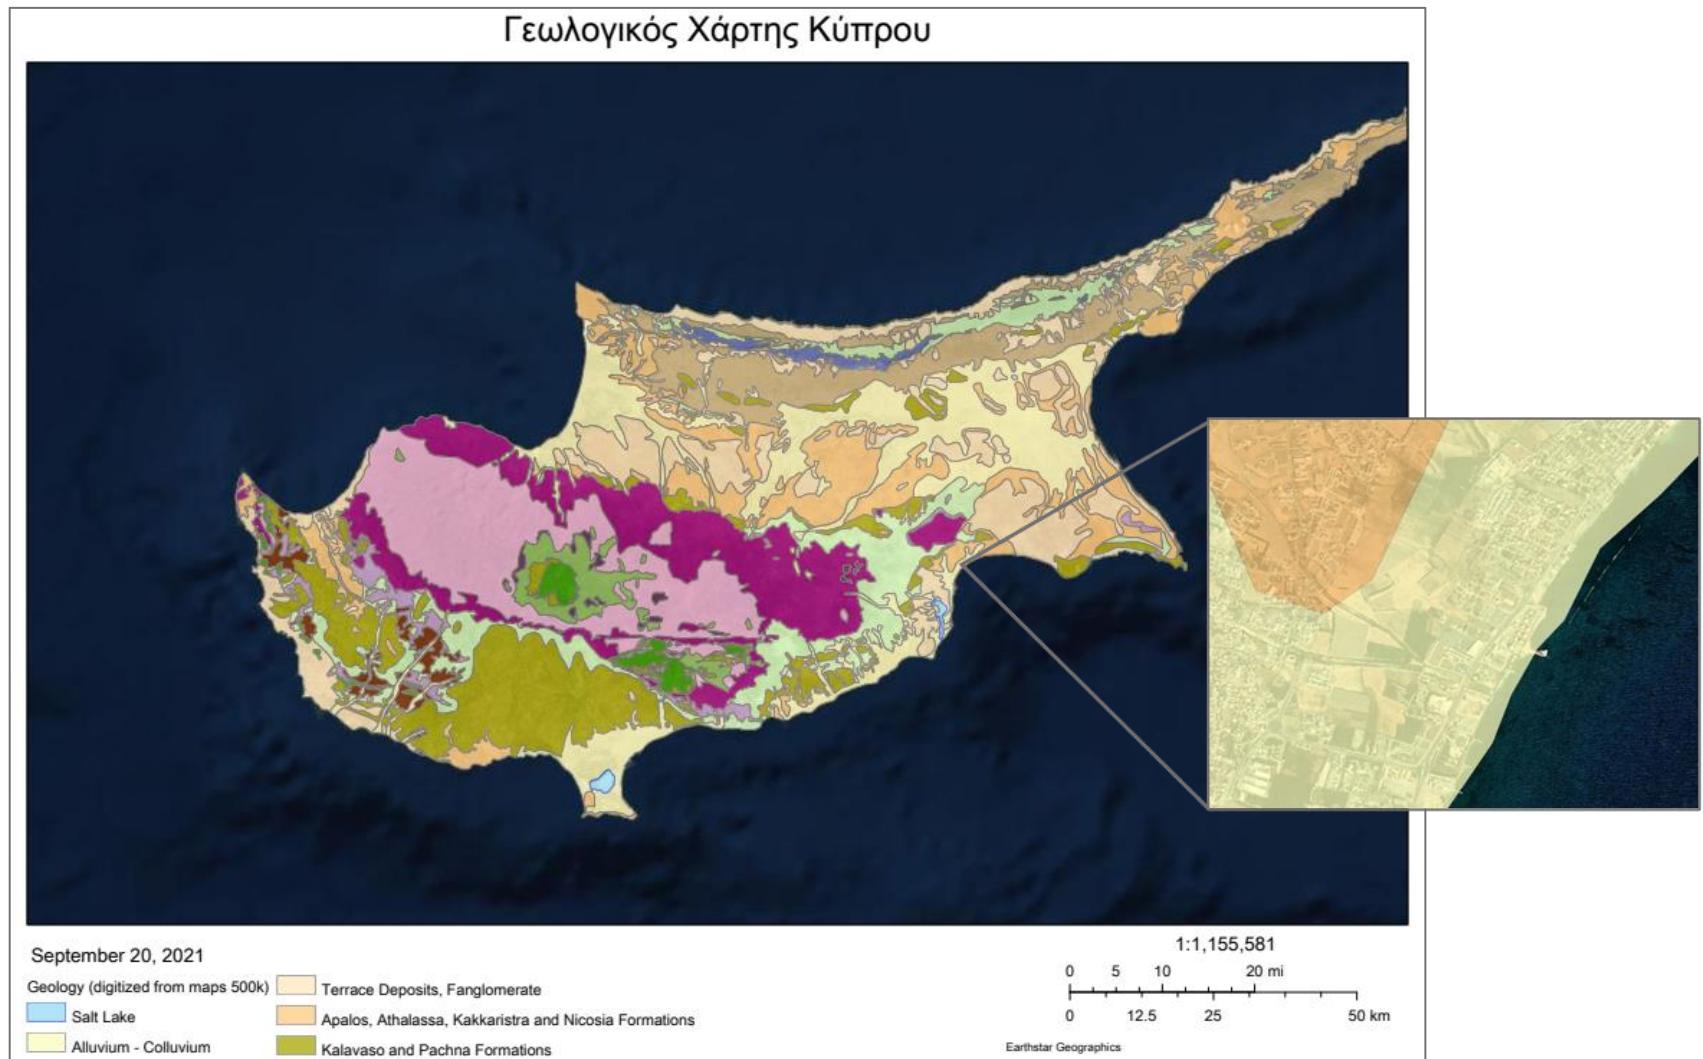 Γεωλογικός Χάρτης Κύπρου
September 20, 2021
Geology (digitized from maps 500k)
Salt Lake
Alluvium - Colluvium
Terrace Deposits, Fanglomerate
Apalos, Athalassa, Kakkaristra and Nicosia Formations
Kalavaso and Pachna Formations
1:1,155,581
0 5 10 20 mi
0 12.5 25 50 km
Earthstar Geographics